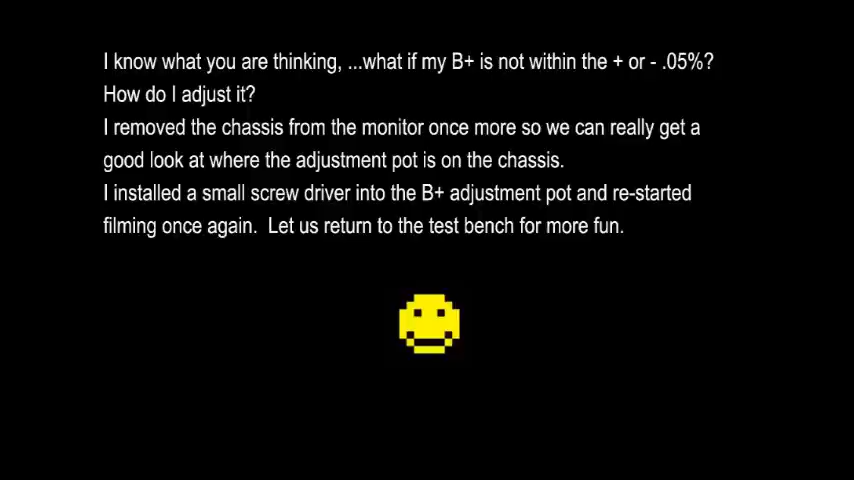 I know what you are thinking, ...what if my B+ is not within the + or - .05%?
How do I adjust it?
I removed the chassis from the monitor once more so we can really get a
good look at where the adjustment pot is on the chassis.
I installed a small screw driver into the B+ adjustment pot and re-started
filming once again.  Let us return to the test bench for more fun.